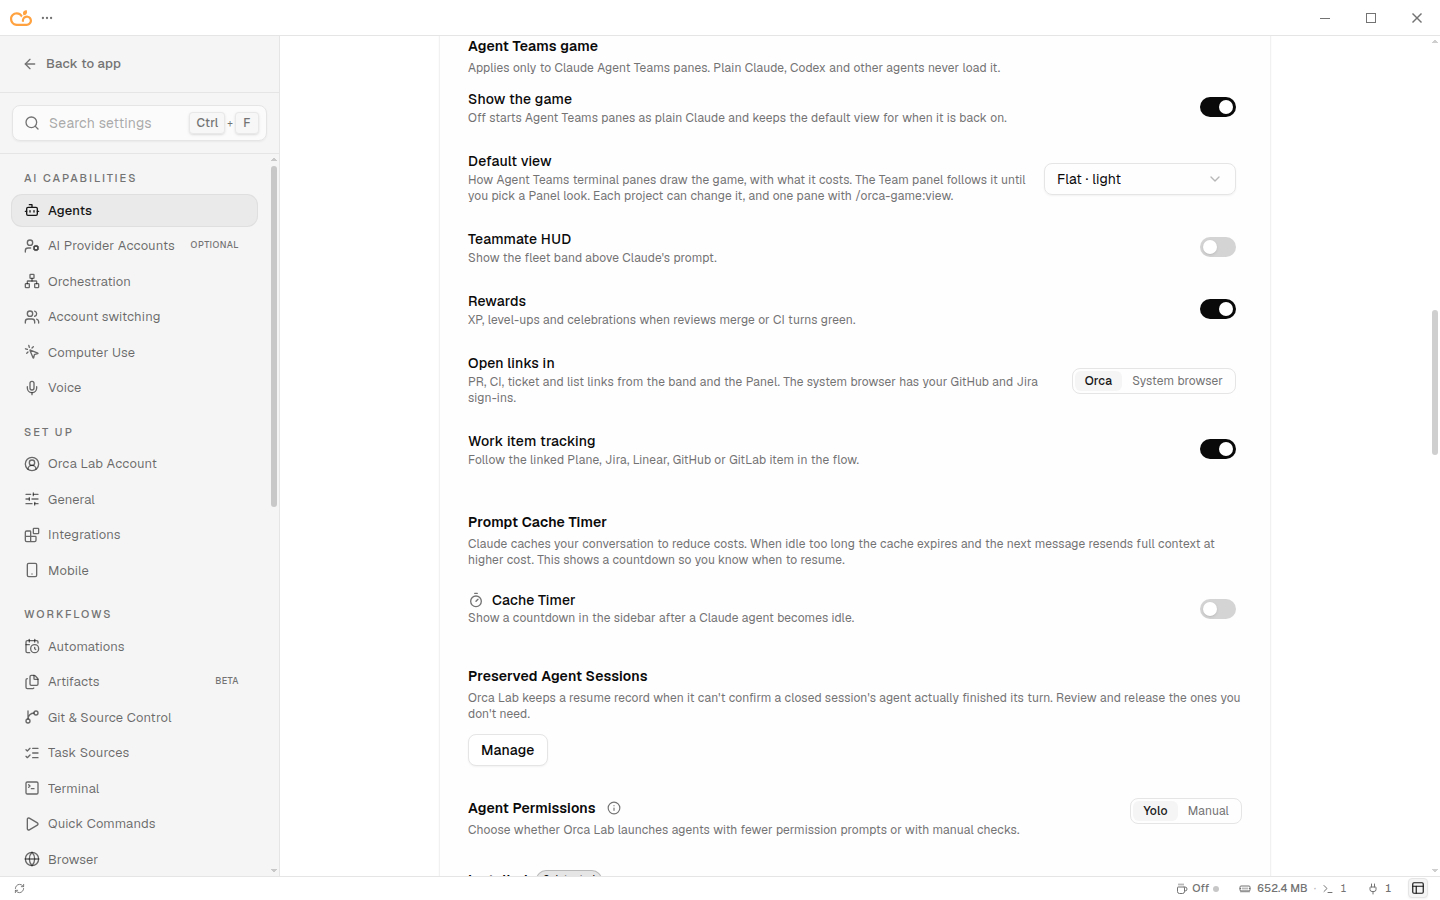 Back to app
Search settings
Ctrl + F
AI CAPABILITIES
Agents
AI Provider Accounts OPTIONAL
Orchestration
Account switching
Computer Use
Voice
SET UP
Orca Lab Account
General
Integrations
Mobile
WORKFLOWS
Automations
Artifacts BETA
Git & Source Control
Task Sources
Terminal
Quick Commands
Browser
Agent Teams game
Applies only to Claude Agent Teams panes. Plain Claude, Codex and other agents never load it.
Show the game
Off starts Agent Teams panes as plain Claude and keeps the default view for when it is back on.
Default view
How Agent Teams terminal panes draw the game, with what it costs. The Team panel follows it until
you pick a Panel look. Each project can change it, and one pane with /orca-game:view.
Flat · light
Teammate HUD
Show the fleet band above Claude's prompt.
Rewards
XP, level-ups and celebrations when reviews merge or CI turns green.
Open links in
PR, CI, ticket and list links from the band and the Panel. The system browser has your GitHub and Jira
sign-ins.
Orca System browser
Work item tracking
Follow the linked Plane, Jira, Linear, GitHub or GitLab item in the flow.
Prompt Cache Timer
Claude caches your conversation to reduce costs. When idle too long the cache expires and the next message resends full context at
higher cost. This shows a countdown so you know when to resume.
Cache Timer
Show a countdown in the sidebar after a Claude agent becomes idle.
Preserved Agent Sessions
Orca Lab keeps a resume record when it can't confirm a closed session's agent actually finished its turn. Review and release the ones you
don't need.
Manage
Agent Permissions
Yolo Manual
Choose whether Orca Lab launches agents with fewer permission prompts or with manual checks.
Off 652.4 MB · 1 1